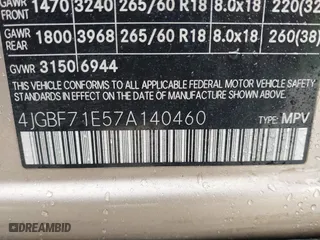 GAWR FRONT 1470 3240 265/60 R18 8.0x18 220(32
GAWR REAR 1800 3968 265/60 R18 8.0x18 260(38)
GVWR 3150 6944
THIS VEHICLE CONFORMS TO ALL APPLICABLE FEDERAL MOTOR VEHICLE
SAFETY STANDARDS IN EFFECT ON THE DATE OF MANUFACTURE SHOWN ABOVE.
4JGBF71E57A140460 TYPE: MPV
DREAMBID